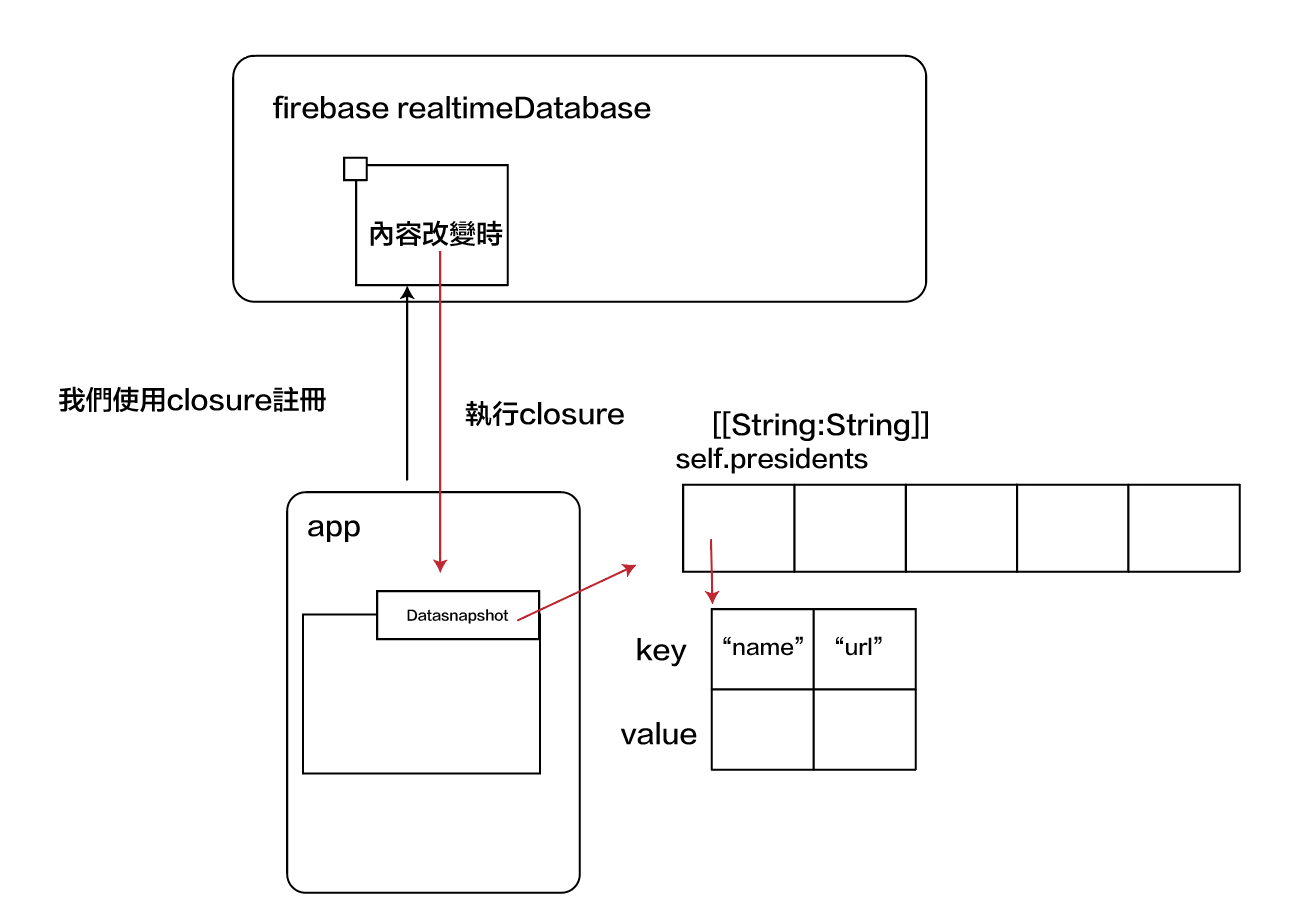 firebase realtimeDatabase
內容改變時
我們使用closure註冊
執行closure
[[String:String]]
self.presidents
app
Datasnapshot
key
“name”
“url”
value